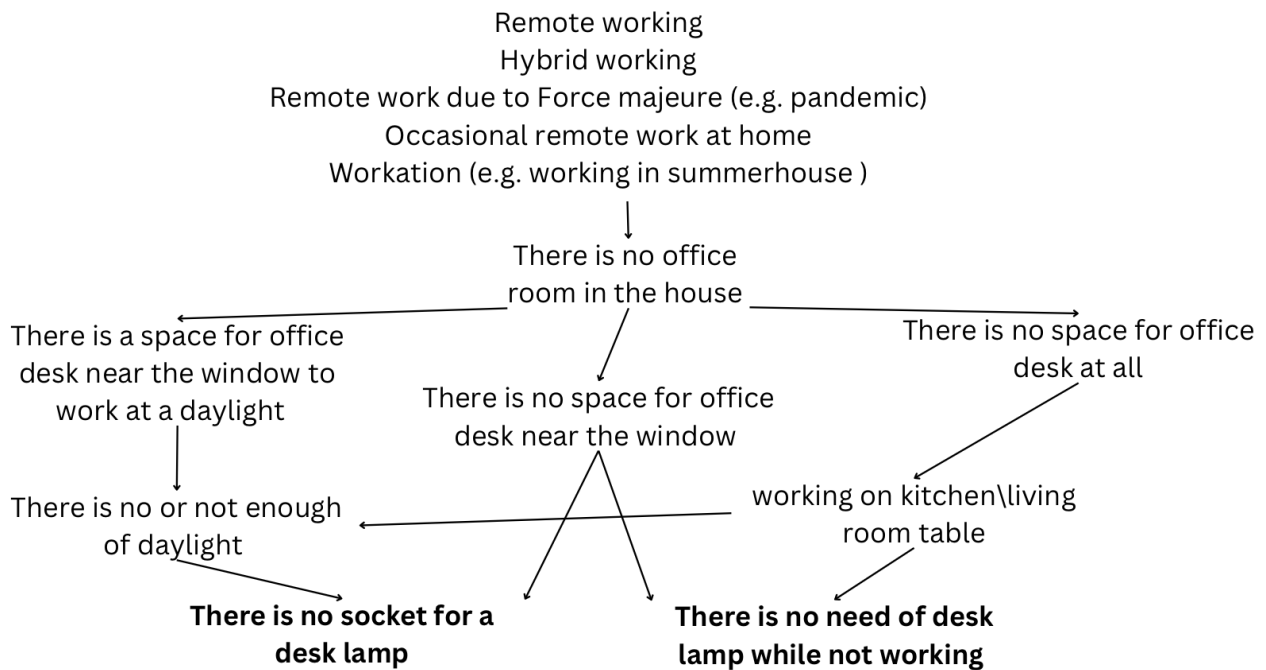 Remote working
Hybrid working
Remote work due to Force majeure (e.g. pandemic)
Occasional remote work at home
Workation (e.g. working in summerhouse )
There is no office
room in the house
There is a space for office
desk near the window to
work at a daylight
There is no space for office
desk near the window
There is no space for office
desk at all
There is no or not enough
of daylight
working on kitchen\living
room table
There is no socket for a
desk lamp
There is no need of desk
lamp while not working